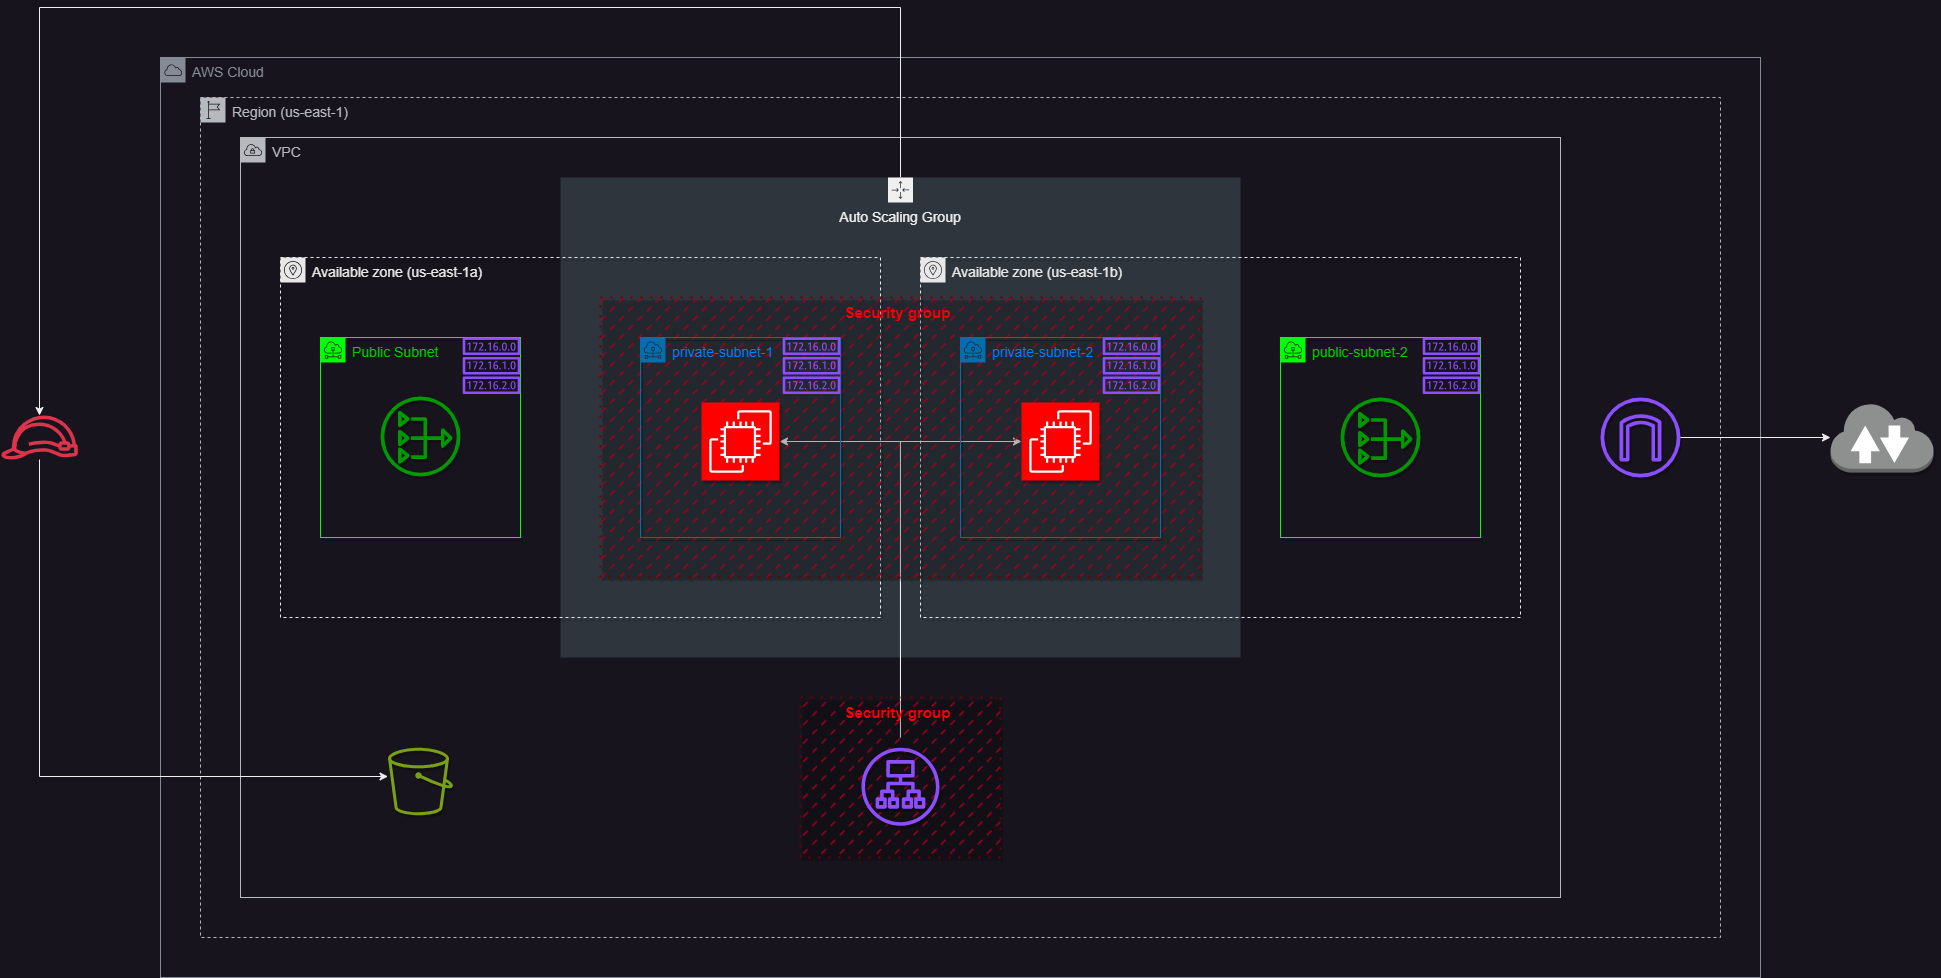 AWS Cloud
Region (us-east-1)
VPC
Auto Scaling Group
Available zone (us-east-1a)
Available zone (us-east-1b)
Security group
Public Subnet
172.16.0.0
172.16.1.0
172.16.2.0
private-subnet-1
172.16.0.0
172.16.1.0
172.16.2.0
private-subnet-2
172.16.0.0
172.16.1.0
172.16.2.0
public-subnet-2
172.16.0.0
172.16.1.0
172.16.2.0
Security group